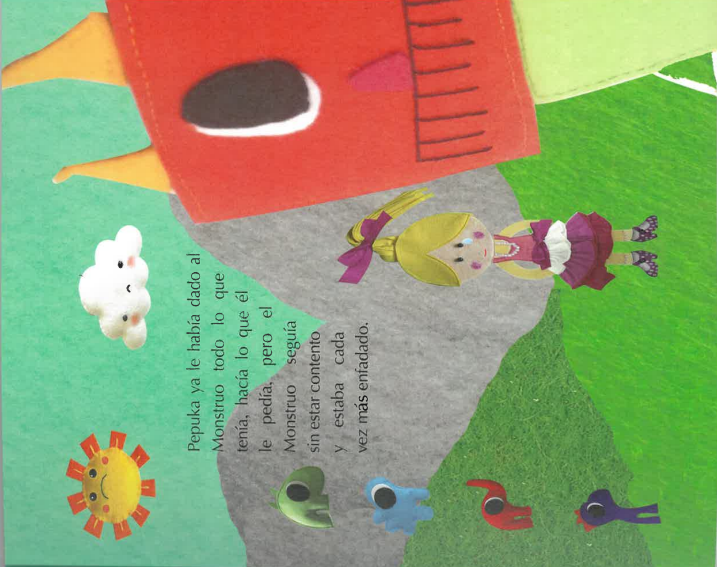 Pepuka ya le había dado al
Monstruo todo lo que
tenía, hacía lo que él
le pedía, pero el
Monstruo seguía
sin estar contento
y estaba cada
vez más enfadado.